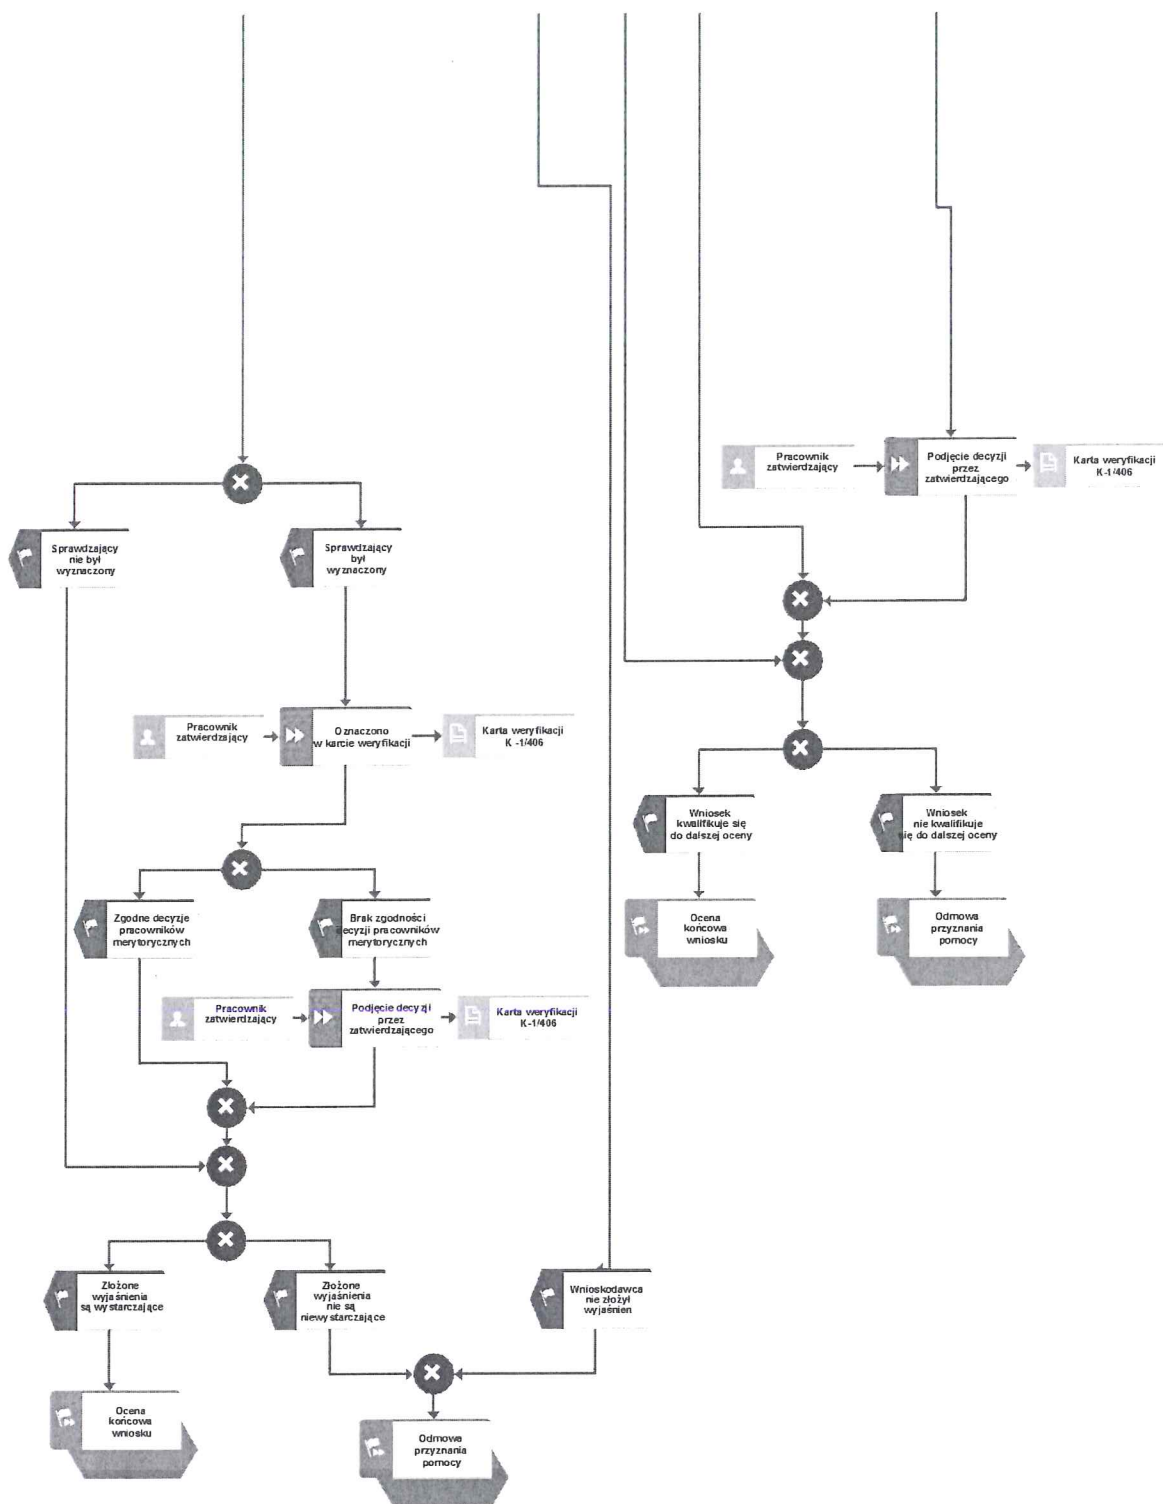 Pracownik
zatwierdzający
Podjęcie decyzji
przez
zatwierdzającego
Karta weryfikacji
K-1/406
Sprawdzający
nie był
wyznaczony
Sprawdzający
był
wyznaczony
Pracownik
zatwierdzający
Oznaczono
w karcie weryfikacji
Karta weryfikacji
K -1/406
Wniosek
kwalifikuje się
do dalszej oceny
Wniosek
nie kwalifikuje
się do dalszej oceny
Zgodne decyzje
pracowników
merytorycznych
Brak zgodności
decyzji pracowników
merytorycznych
Ocena
końcowa
wniosku
Odmowa
przyznania
pomocy
Pracownik
zatwierdzający
Podjęcie decyzji
przez
zatwierdzającego
Karta weryfikacji
K-1/406
Złożone
wyjaśnienia
są wystarczające
Złożone
wyjaśnienia
nie są
niewystarczające
Wnioskodawca
nie złożył
wyjaśnien
Ocena
końcowa
wniosku
Odmowa
przyznania
pomocy